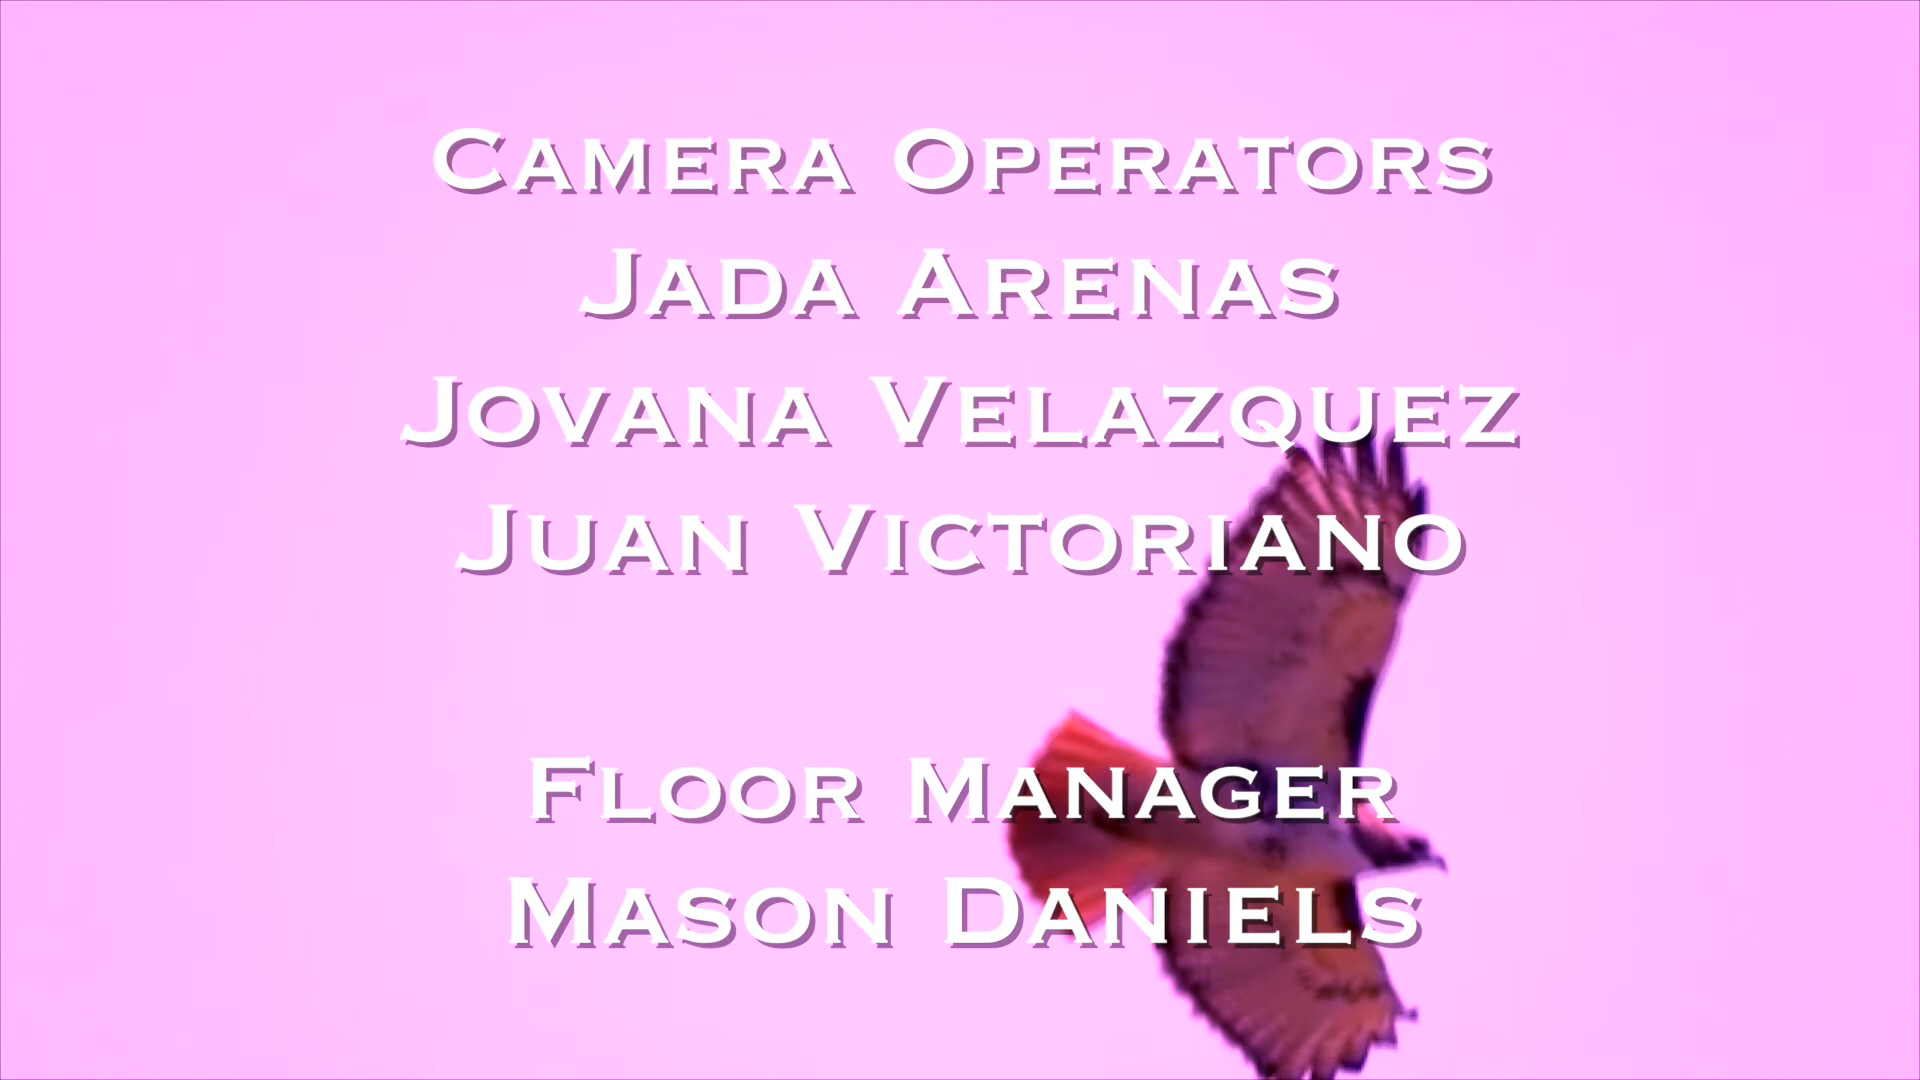 Camera Operators
Jada Arenas
Jovana Velazquez
Juan Victoriano
Floor Manager
Mason Daniels